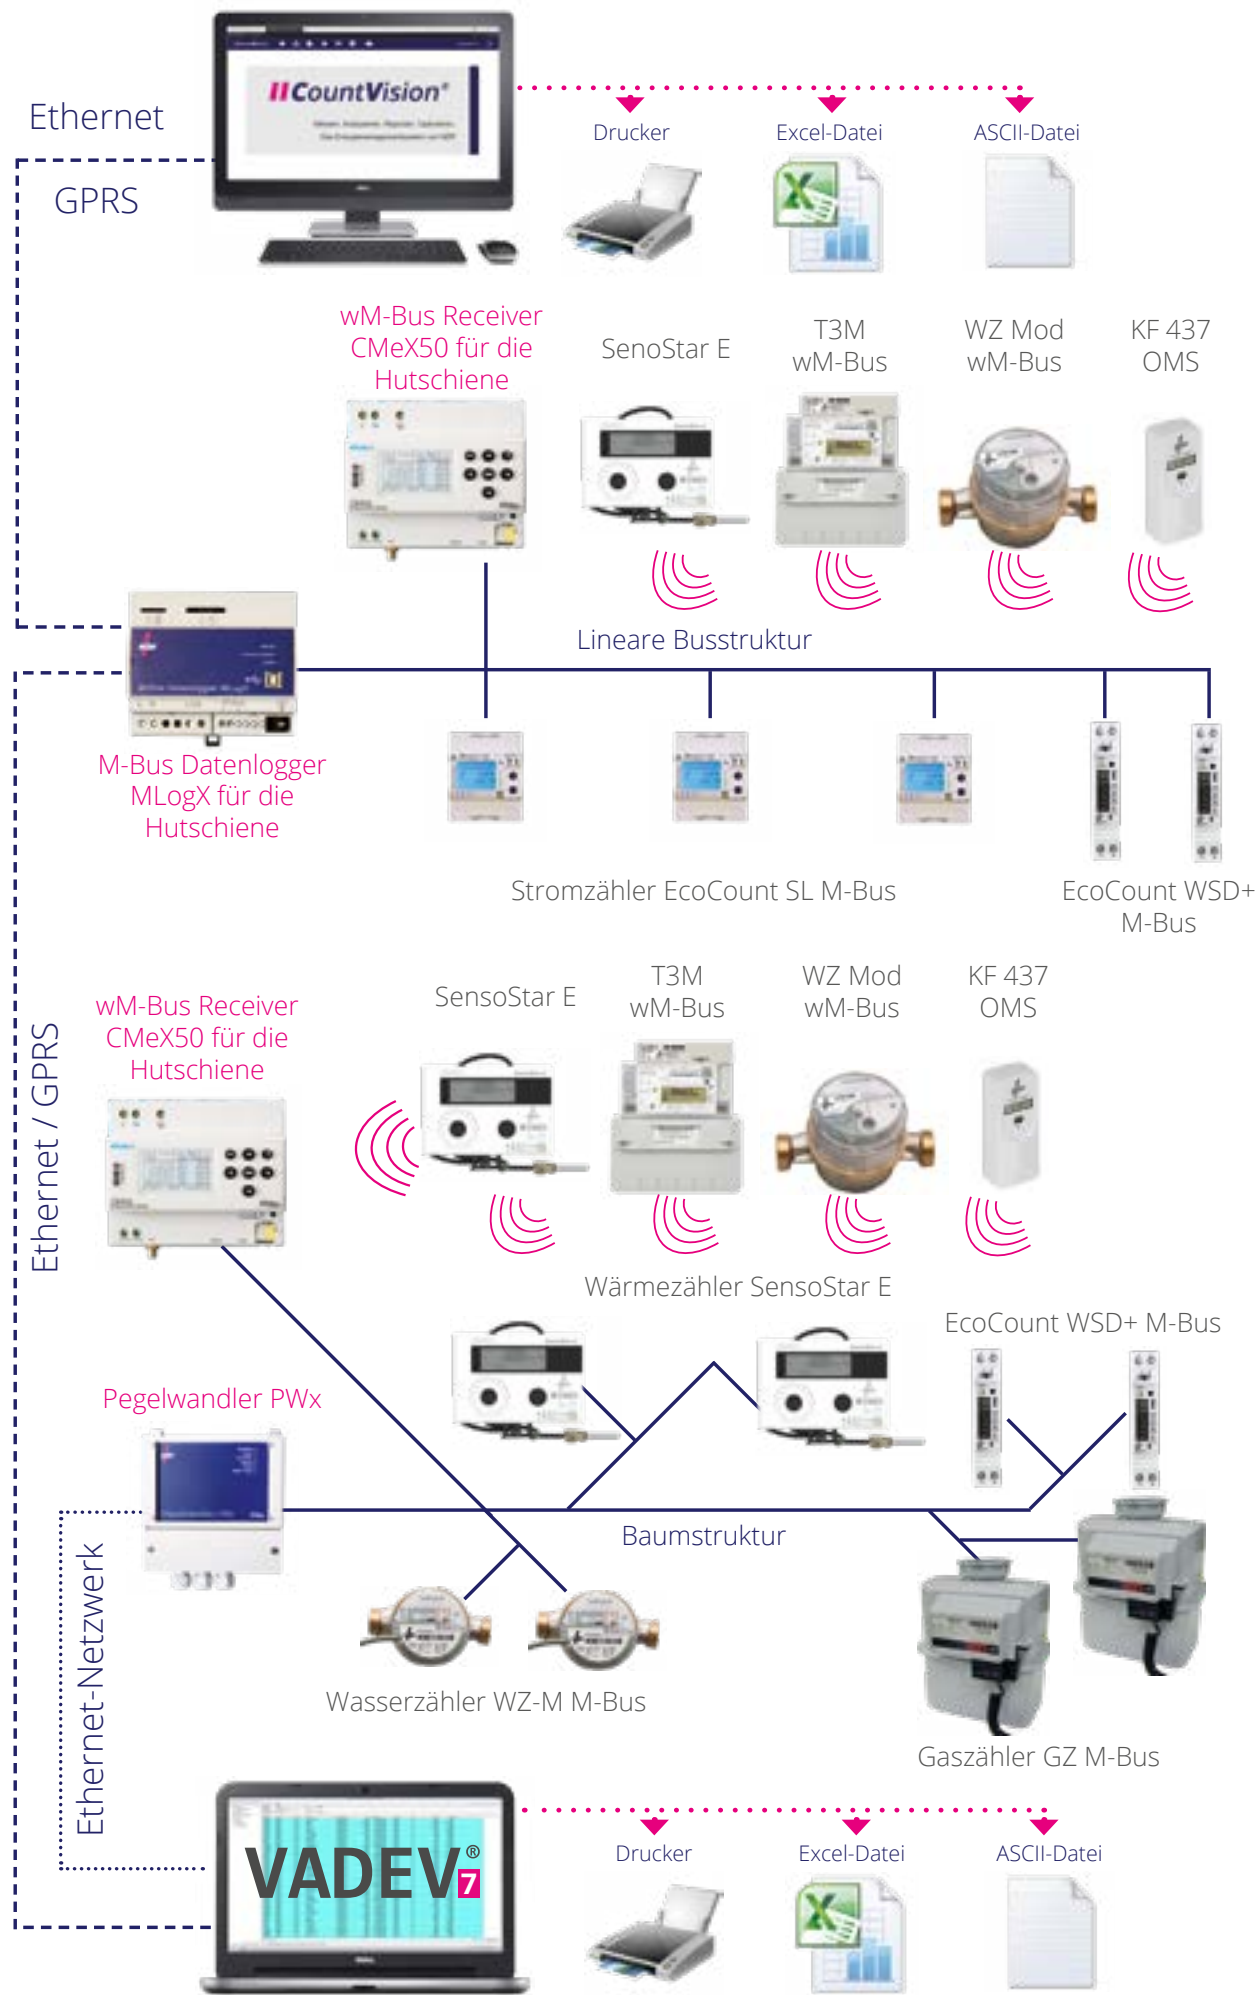 CountVision®
Ethernet
GPRS
Drucker
Excel-Datei
ASCII-Datei
wM-Bus Receiver
CMeX50 für die
Hutschiene
SenoStar E
T3M
wM-Bus
WZ Mod
wM-Bus
KF 437
OMS
Lineare Busstruktur
M-Bus Datenlogger
MLogX für die
Hutschiene
Stromzähler EcoCount SL M-Bus
EcoCount WSD+
M-Bus
Ethernet / GPRS
wM-Bus Receiver
CMeX50 für die
Hutschiene
SensoStar E
T3M
wM-Bus
WZ Mod
wM-Bus
KF 437
OMS
Wärmezähler SensoStar E
EcoCount WSD+ M-Bus
Pegelwandler PWx
Baumstruktur
Ethernet-Netzwerk
Wasserzähler WZ-M M-Bus
Gaszähler GZ M-Bus
VADEV®
7
Drucker
Excel-Datei
ASCII-Datei